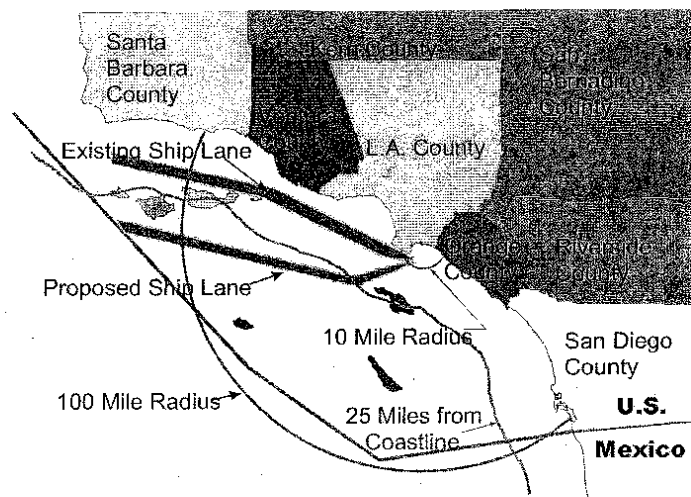 Santa
Barbara
County
Kern County
San
Bernadino
County
Existing Ship Lane
L.A. County
Orange
County
Riverside
County
Proposed Ship Lane
10 Mile Radius
San Diego
County
100 Mile Radius
25 Miles from
Coastline
U.S.
Mexico